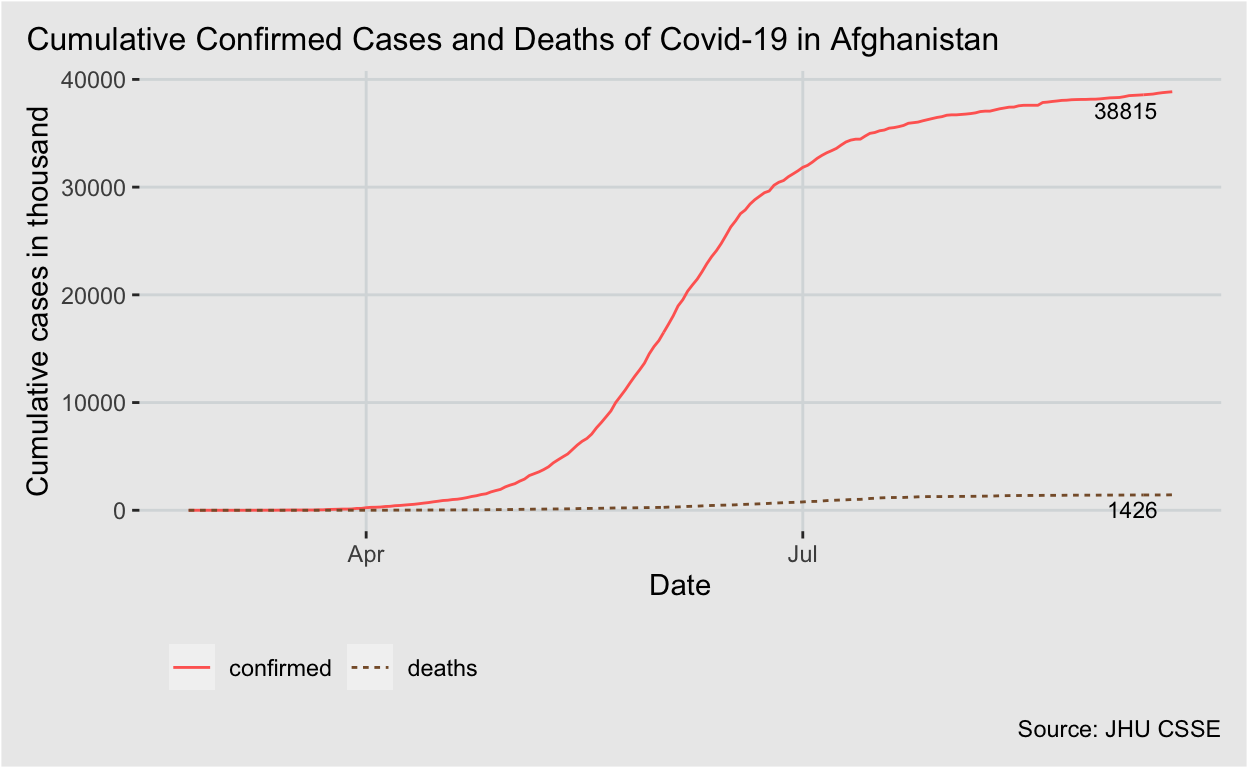 Cumulative Confirmed Cases and Deaths of Covid-19 in Afghanistan
Cumulative cases in thousand
40000
30000
20000
10000
0
38815
1426
Apr
Jul
Date
confirmed
deaths
Source: JHU CSSE